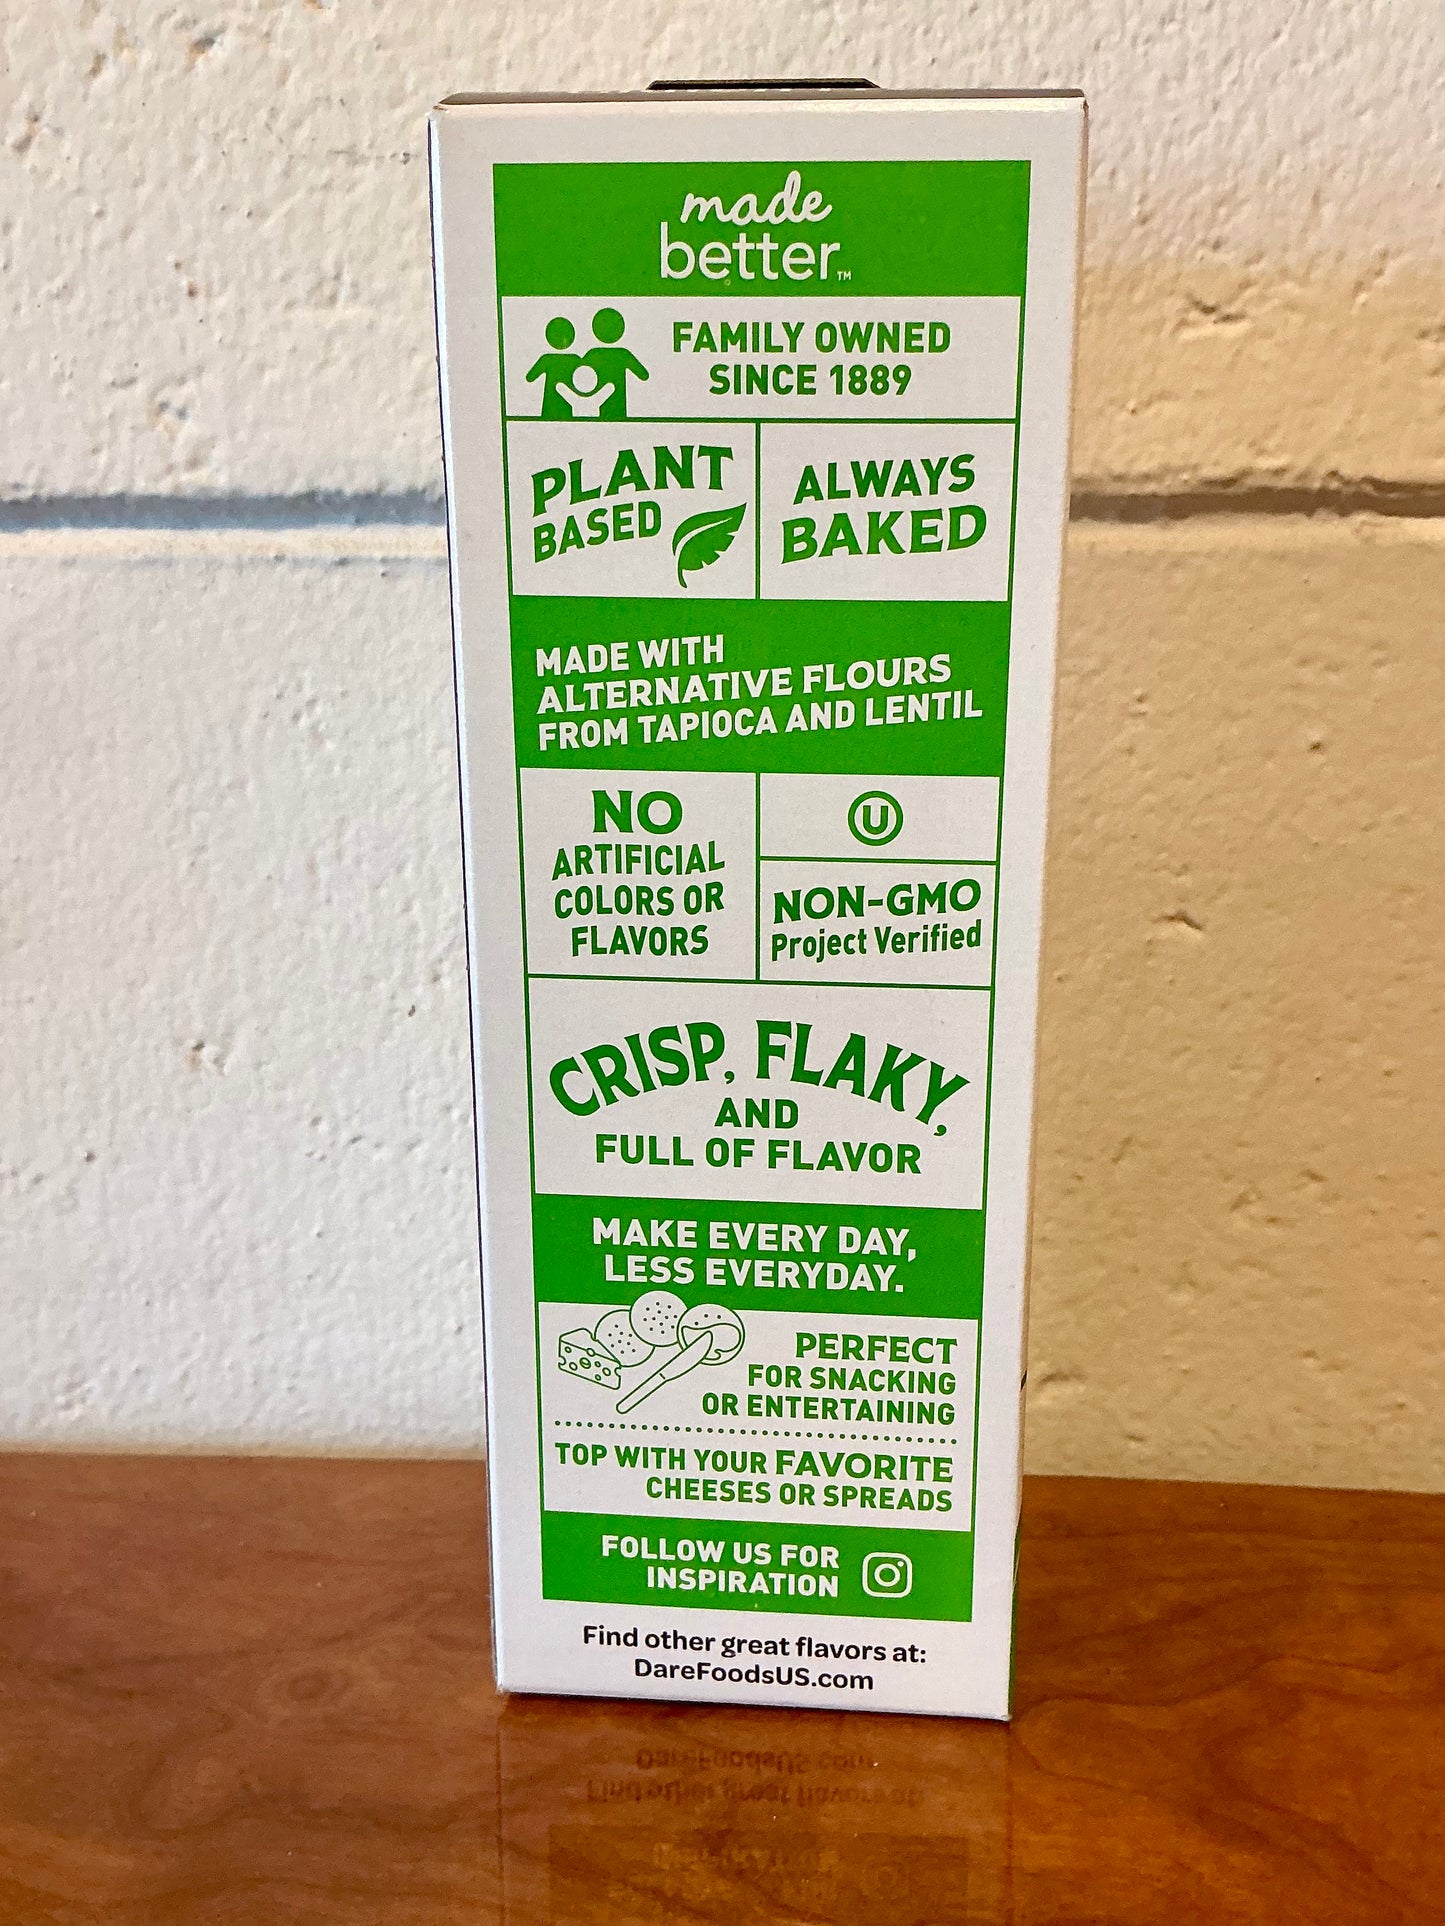 made
better™
FAMILY OWNED
SINCE 1889
PLANT
BASED
ALWAYS
BAKED
MADE WITH
ALTERNATIVE FLOURS
FROM TAPIOCA AND LENTIL
NO
ARTIFICIAL
COLORS OR
FLAVORS
U
NON-GMO
Project Verified
CRISP, FLAKY,
AND
FULL OF FLAVOR
MAKE EVERY DAY,
LESS EVERYDAY.
PERFECT
FOR SNACKING
OR ENTERTAINING
TOP WITH YOUR FAVORITE
CHEESES OR SPREADS
FOLLOW US FOR
INSPIRATION
Find other great flavors at:
DareFoodsUS.com